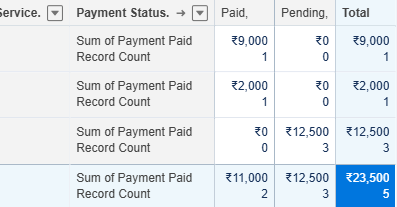 Service. Payment Status. → Paid, Pending, Total
Sum of Payment Paid ₹9,000 ₹0 ₹9,000
Record Count 1 0 1
Sum of Payment Paid ₹2,000 ₹0 ₹2,000
Record Count 1 0 1
Sum of Payment Paid ₹0 ₹12,500 ₹12,500
Record Count 0 3 3
Sum of Payment Paid ₹11,000 ₹12,500 ₹23,500
Record Count 2 3 5